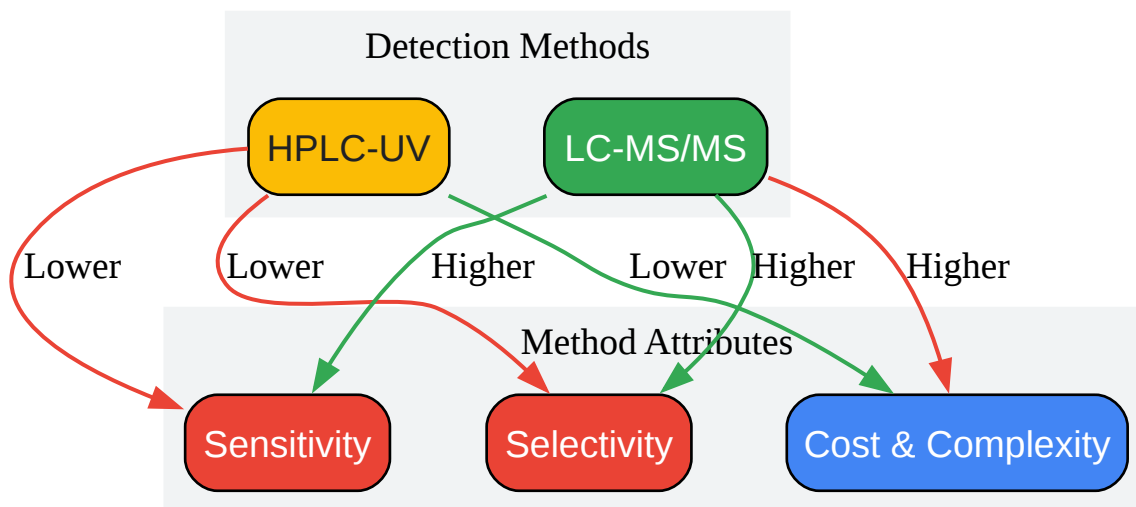 Detection Methods
HPLC-UV
LC-MS/MS
Lower
Lower
Higher
Lower
Higher
Higher
Method Attributes
Sensitivity
Selectivity
Cost & Complexity